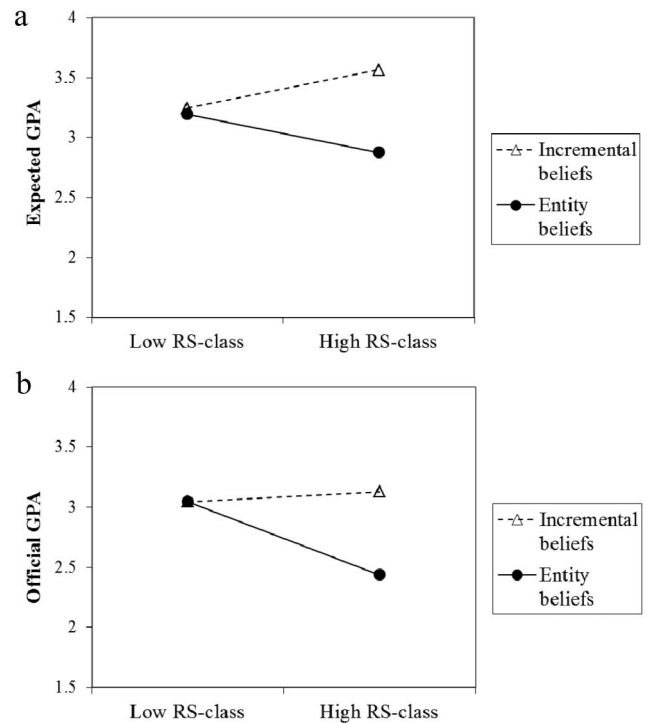 a
4
3.5
3
2.5
2
1.5
Expected GPA
Low RS-class
High RS-class
Incremental
beliefs
Entity
beliefs
b
4
3.5
3
2.5
2
1.5
Official GPA
Low RS-class
High RS-class
Incremental
beliefs
Entity
beliefs